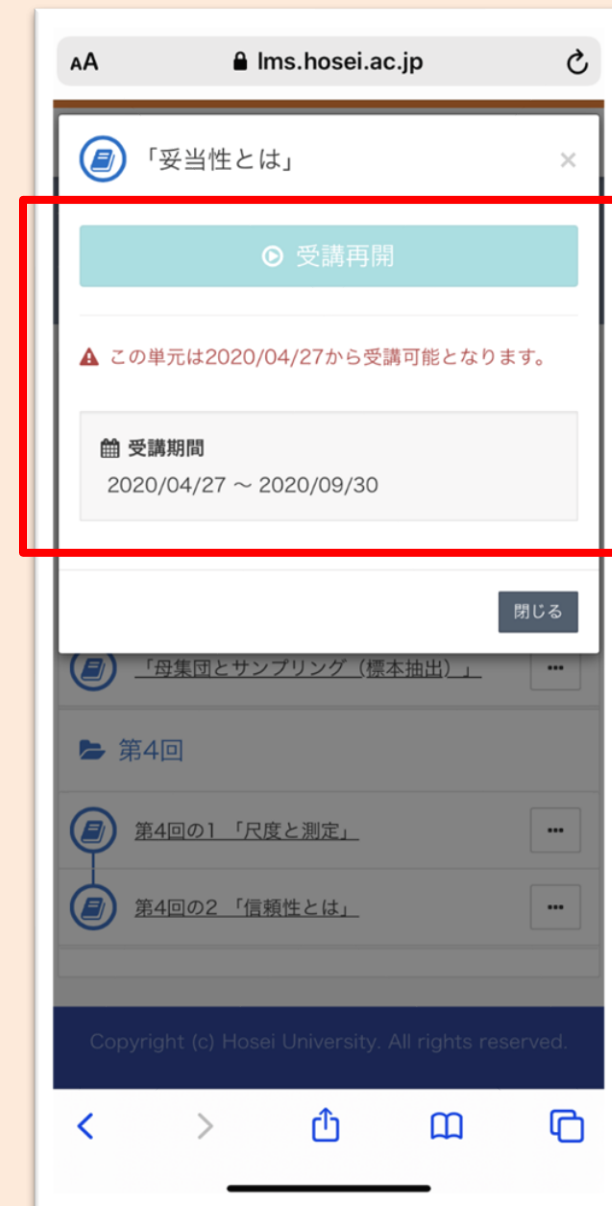 AA lms.hosei.ac.jp
「妥当性とは」 ×
受講再開
この単元は2020/04/27から受講可能となります。
受講期間
2020/04/27 ～ 2020/09/30
閉じる
「母集団とサンプリング（標本抽出）」
第4回
第4回の1 「尺度と測定」
第4回の2 「信頼性とは」
Copyright (c) Hosei University. All rights reserved.